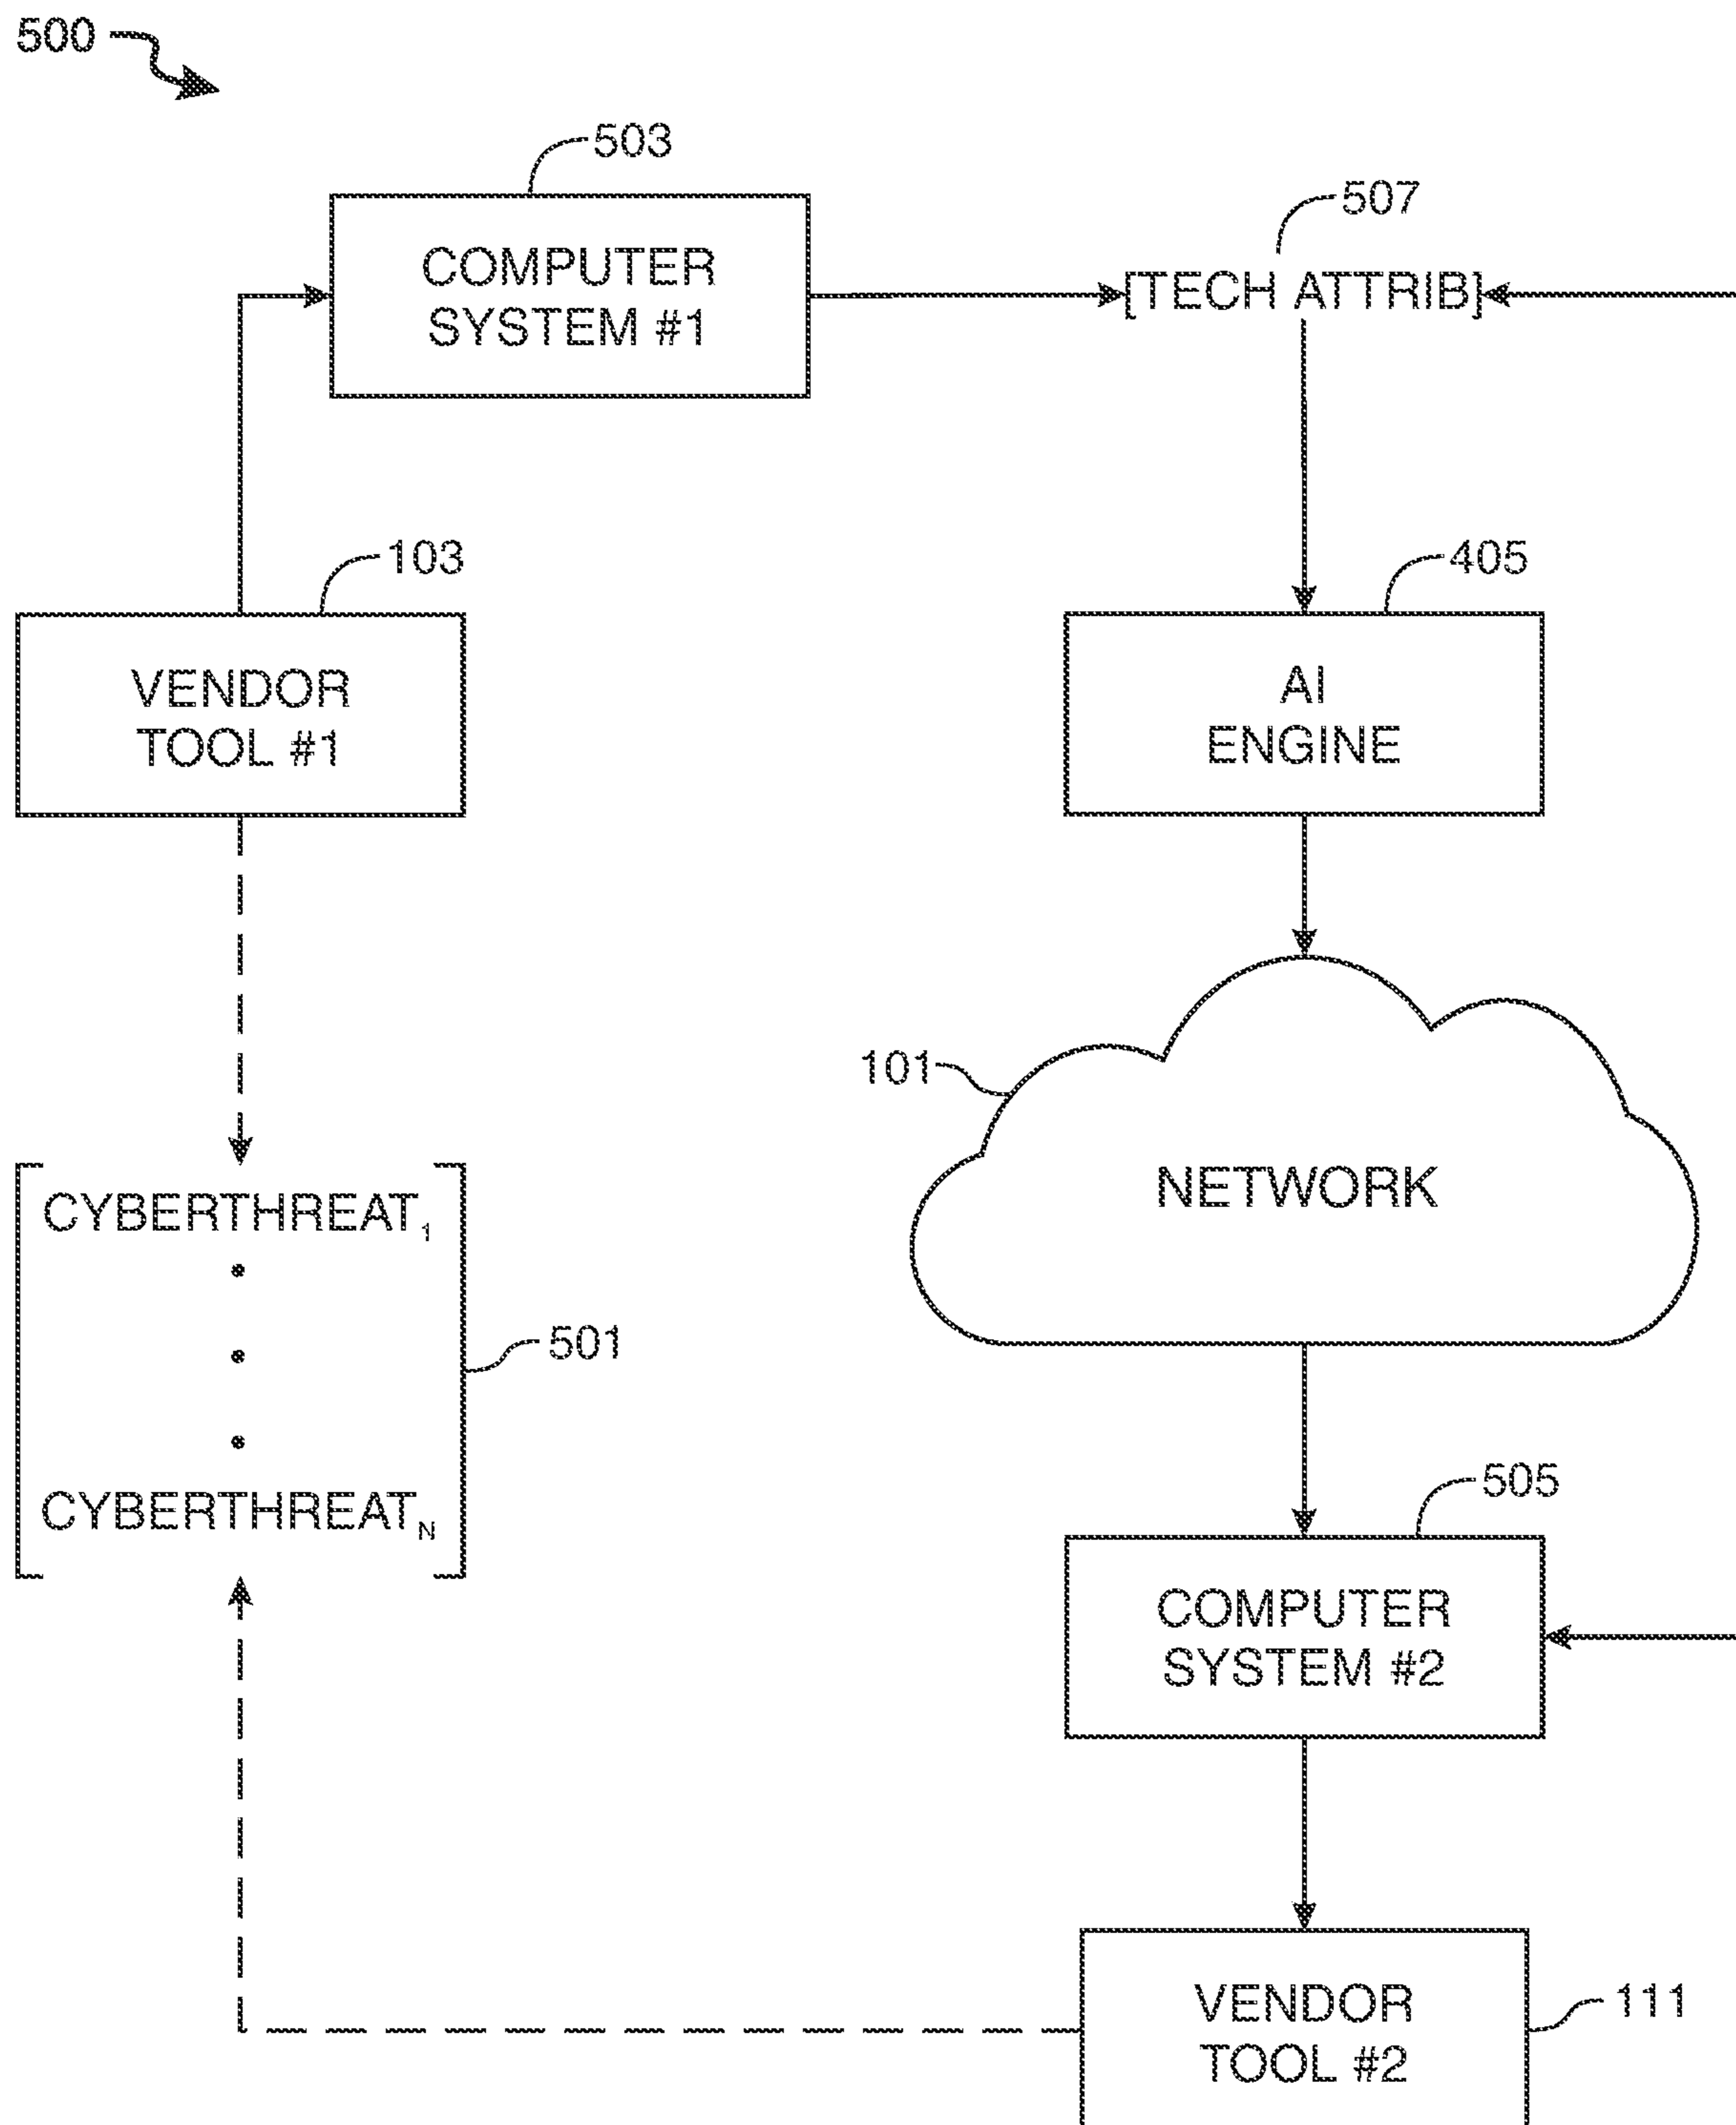 500
503
COMPUTER
SYSTEM #1
507
[TECH ATTRIB]
103
VENDOR
TOOL #1
405
AI
ENGINE
101
NETWORK
CYBERTHREAT₁
501
CYBERTHREAT_N
505
COMPUTER
SYSTEM #2
VENDOR
TOOL #2
111